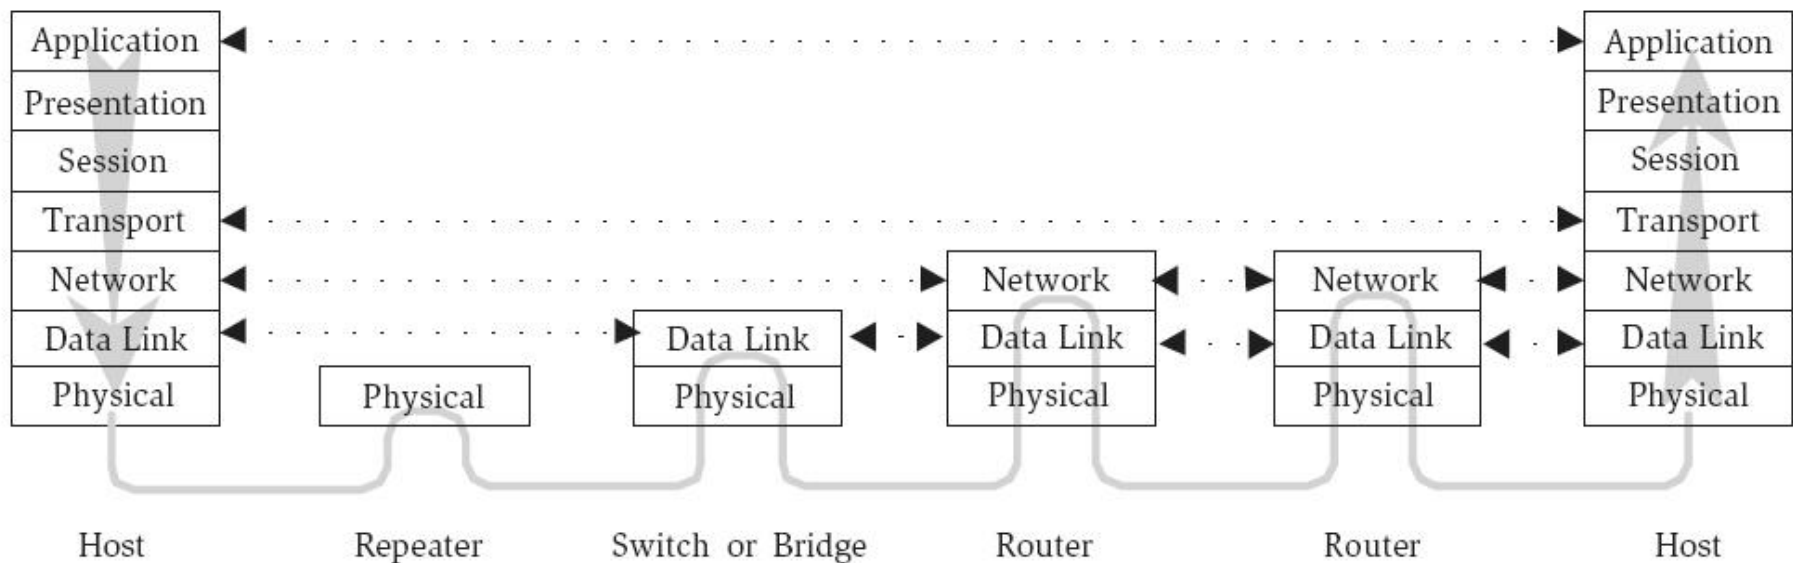 Application Application
Presentation Presentation
Session Session
Transport Transport
Network Network Network Network
Data Link Data Link Data Link Data Link Data Link
Physical Physical Physical Physical Physical Physical
Host Repeater Switch or Bridge Router Router Host